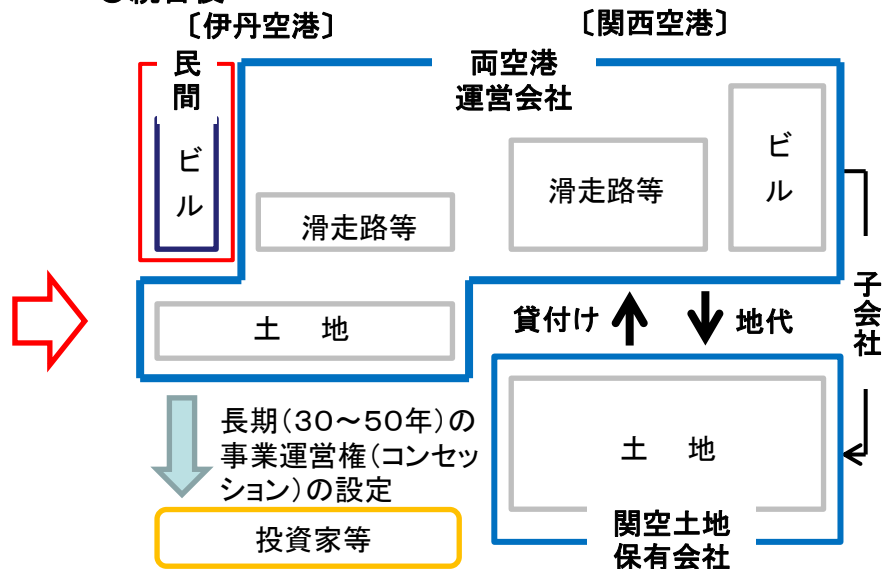 〔伊丹空港〕
〔関西空港〕
民間
ビル
両空港
運営会社
滑走路等
滑走路等
ビル
土 地
貸付け
地代
子会社
長期(30~50年)の
事業運営権(コンセッ
ション)の設定
投資家等
土 地
関空土地
保有会社